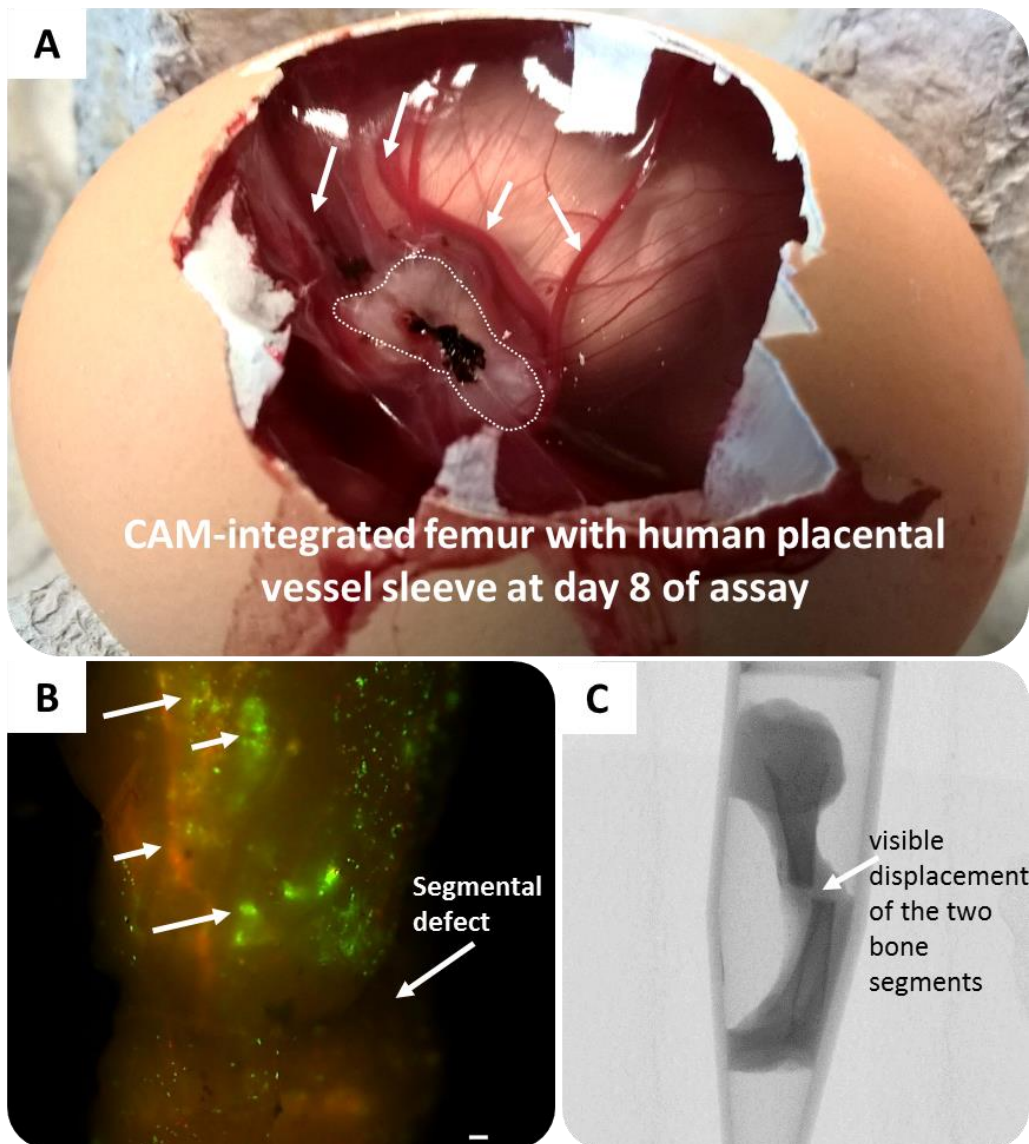 A
CAM-integrated femur with human placental
vessel sleeve at day 8 of assay
B
Segmental
defect
C
visible
displacement
of the two
bone
segments